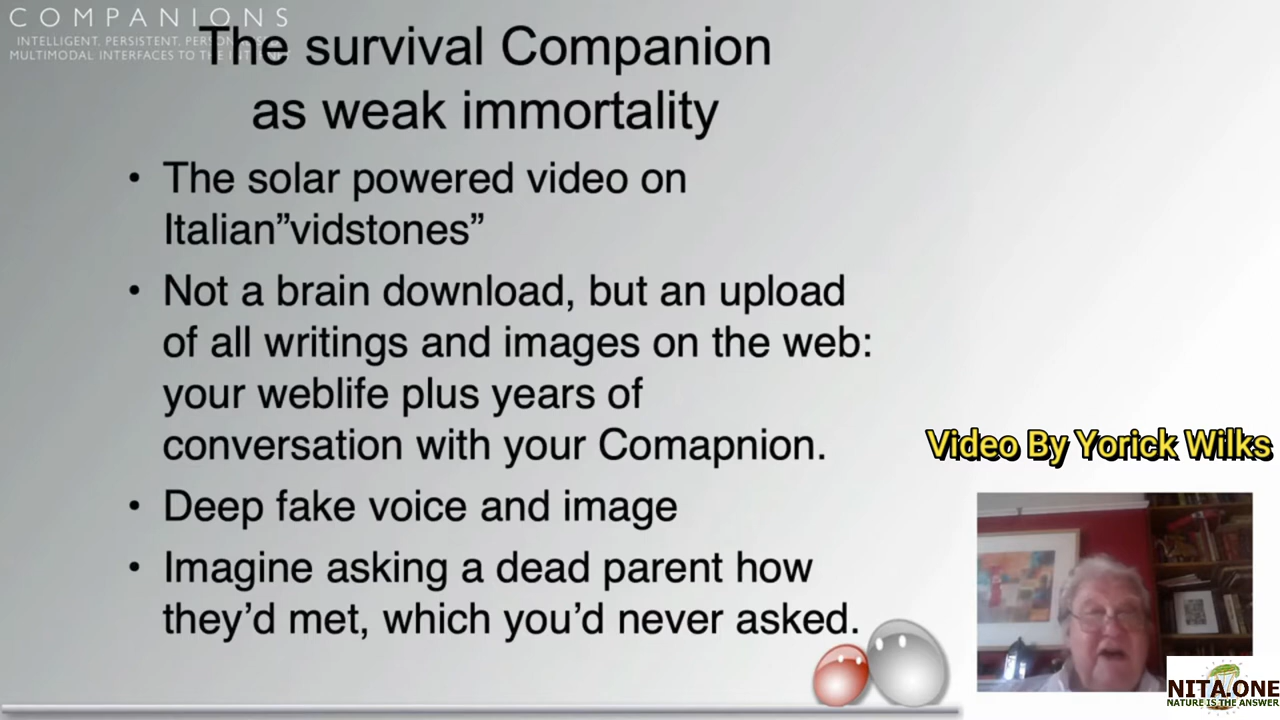 COMPANIONS
INTELLIGENT, PERSISTENT, PERSONALISED
MULTIMODAL INTERFACES TO THE INTERNET
The survival Companion
as weak immortality
• The solar powered video on
Italian”vidstones”
• Not a brain download, but an upload
of all writings and images on the web:
your weblife plus years of
conversation with your Comapnion.
• Deep fake voice and image
• Imagine asking a dead parent how
they’d met, which you’d never asked.
Video By Yorick Wilks
NITA.ONE
NATURE IS THE ANSWER